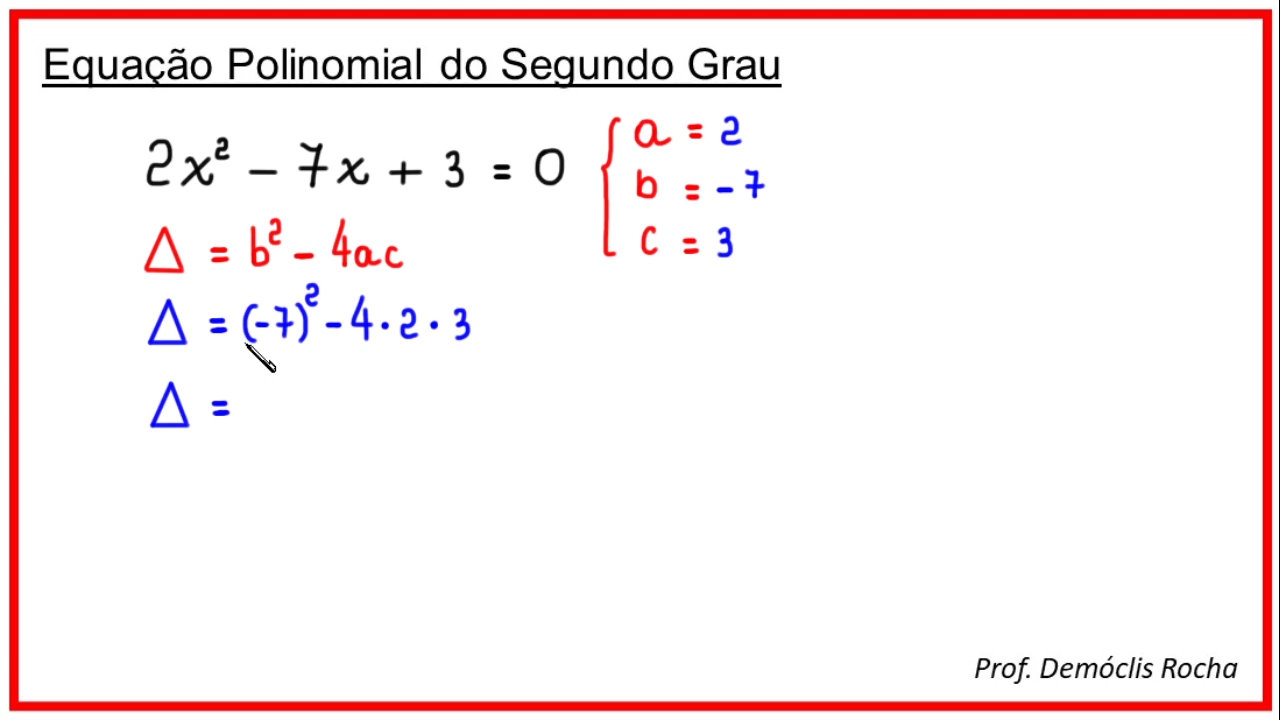 Equação Polinomial do Segundo Grau
2x² − 7x + 3 = 0
a = 2
b = -7
c = 3
Δ = b² - 4ac
Δ = (-7)² - 4 · 2 · 3
Δ =
Prof. Demóclis Rocha